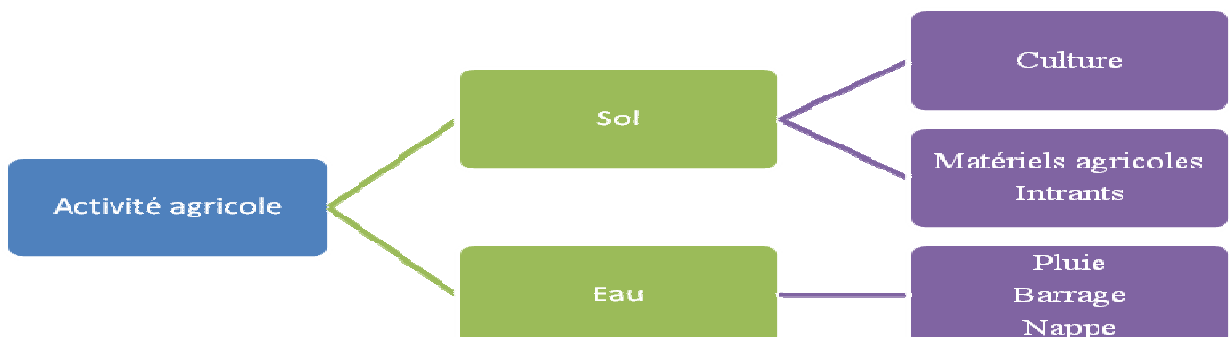 Activité agricole
Sol
Eau
Culture
Matériels agricoles
Intrants
Pluie
Barrage
Nappe